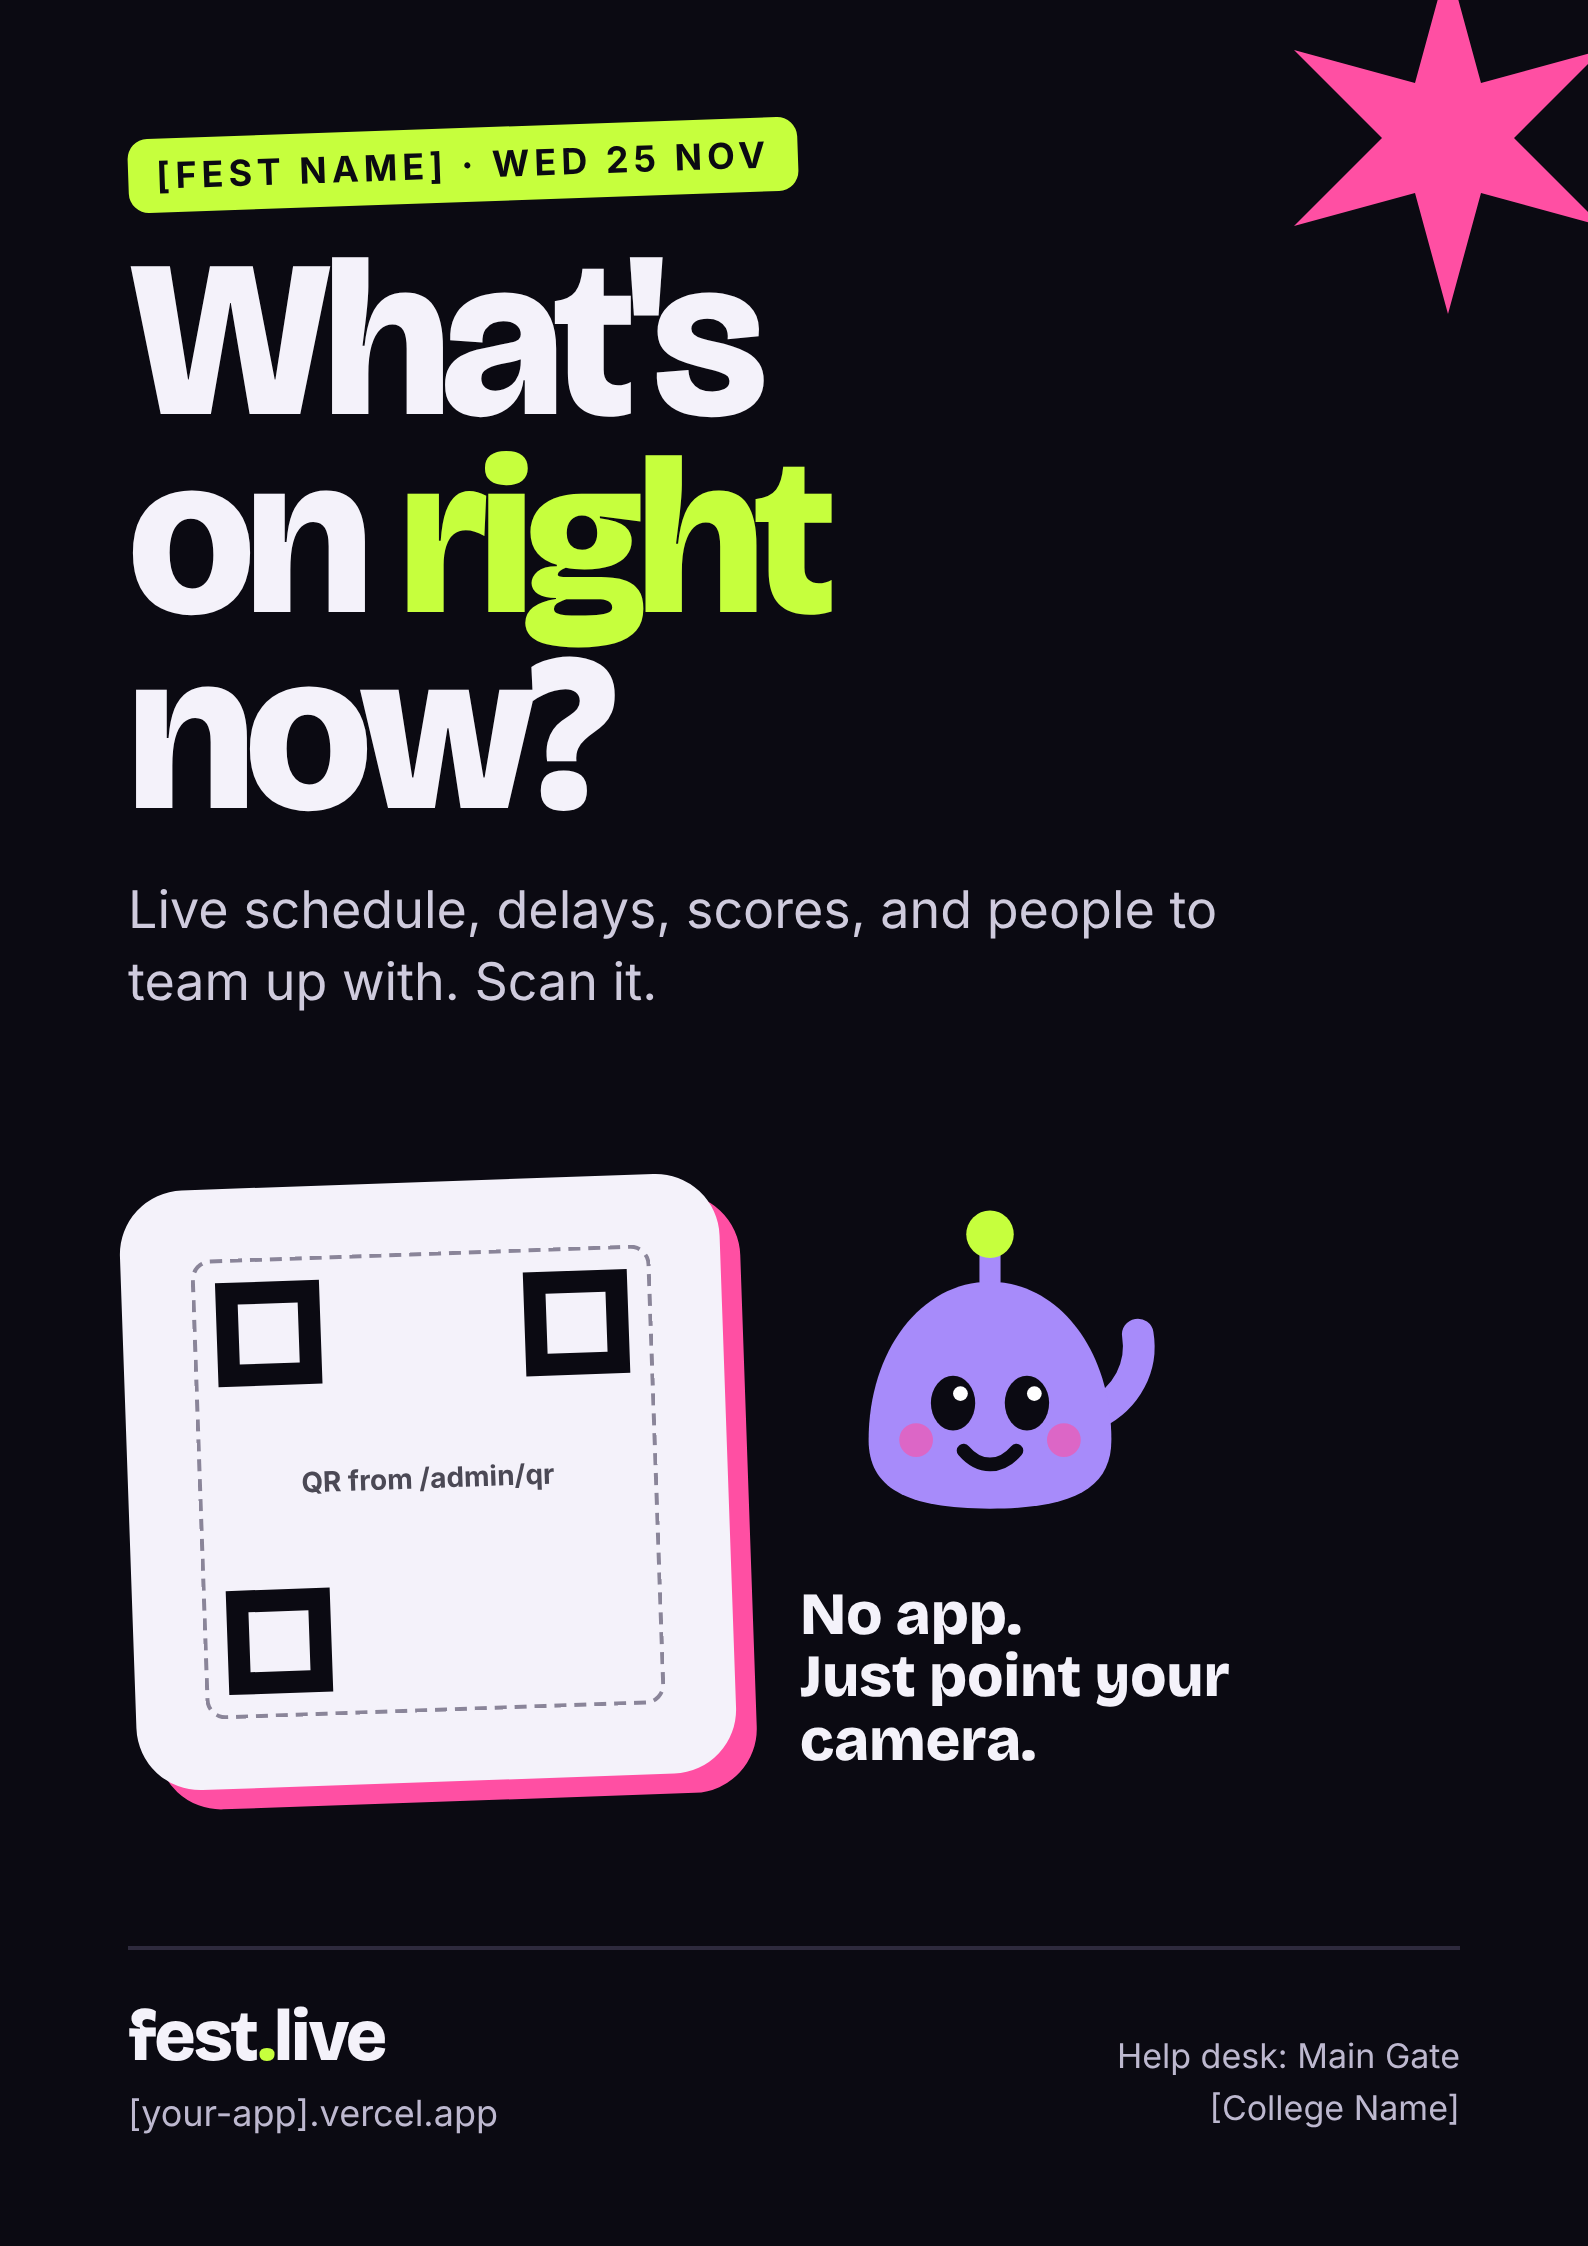 [FEST NAME] · WED 25 NOV
What's
on right
now?
Live schedule, delays, scores, and people to
team up with. Scan it.
QR from /admin/qr
No app.
Just point your
camera.
fest.live
[your-app].vercel.app
Help desk: Main Gate
[College Name]